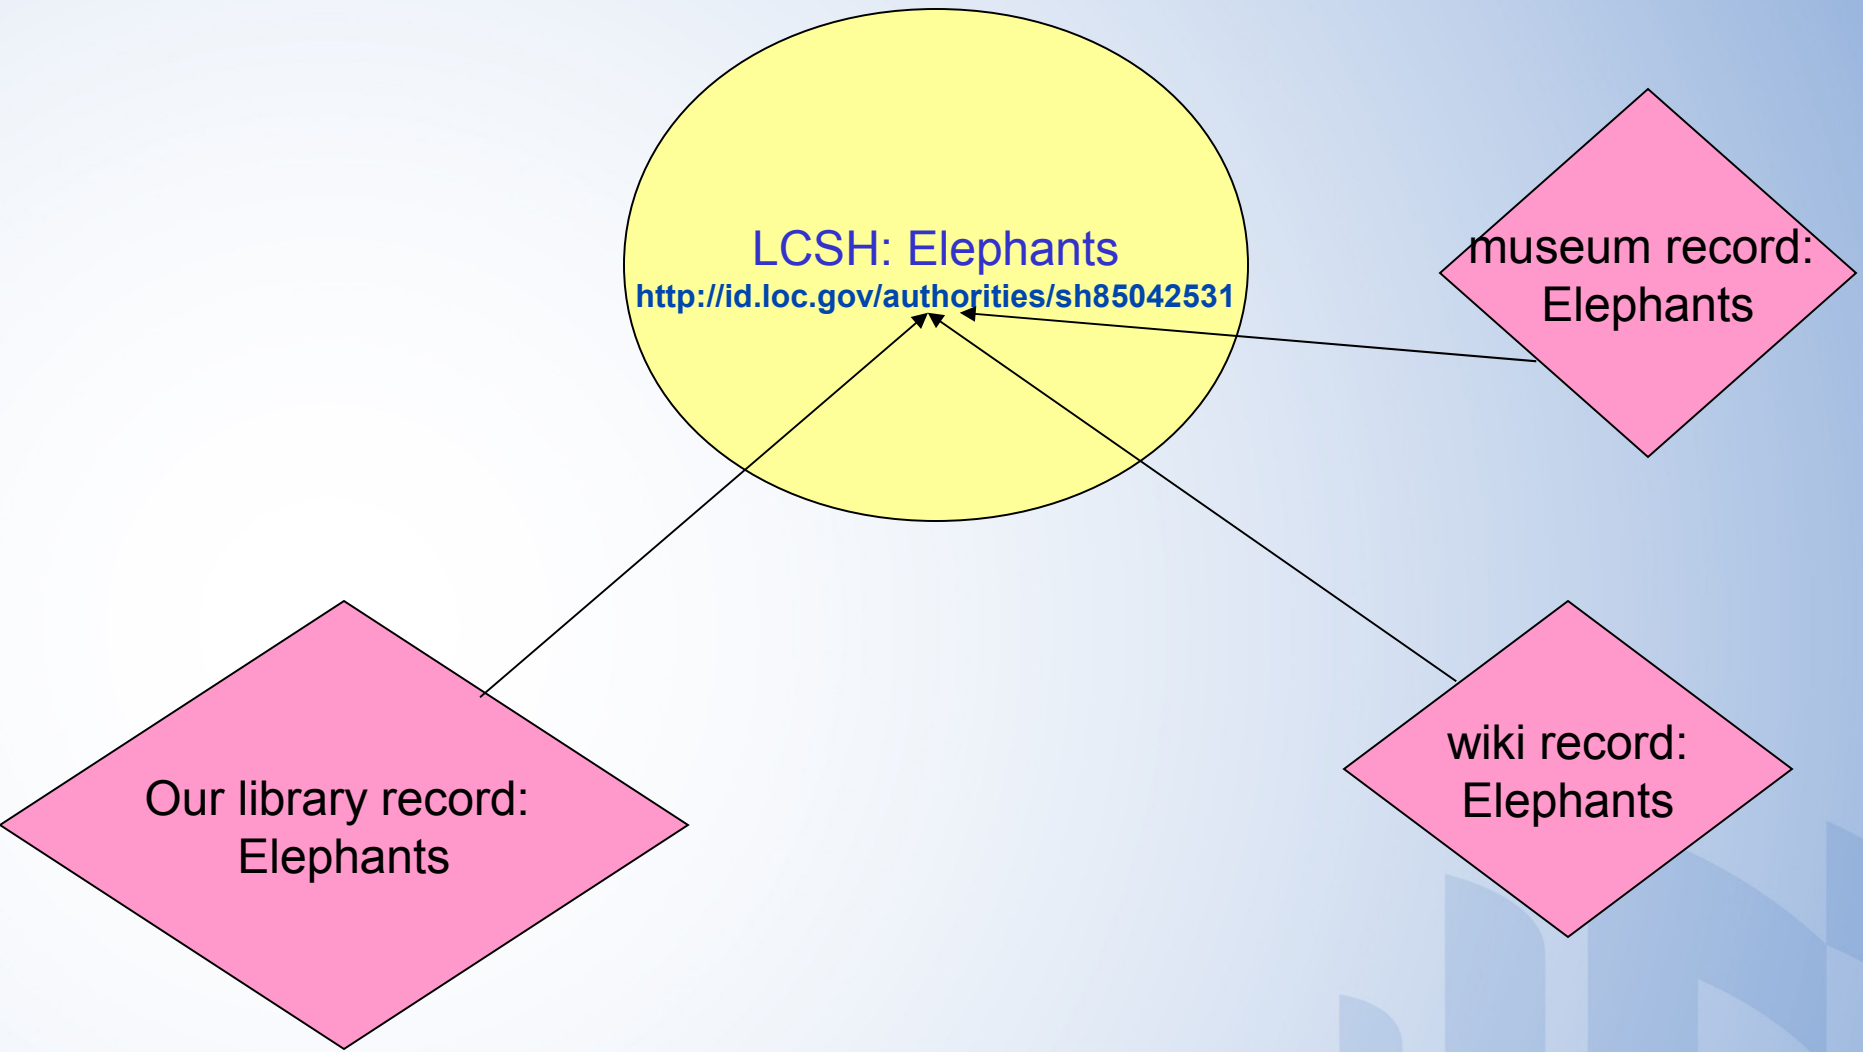 LCSH: Elephants
http://id.loc.gov/authorities/sh85042531
museum record:
Elephants
Our library record:
Elephants
wiki record:
Elephants